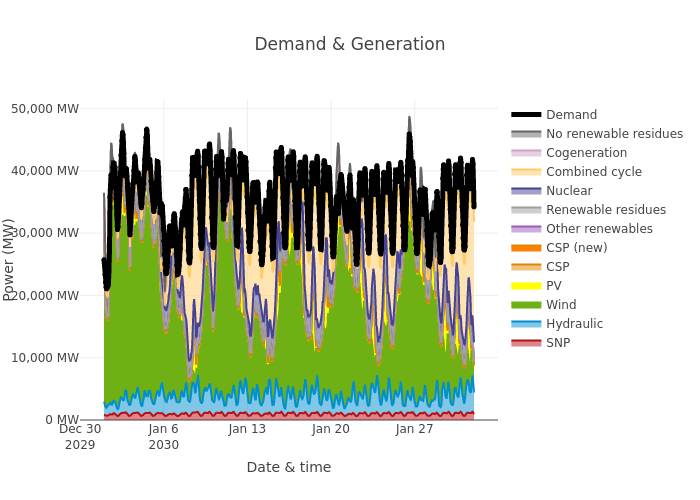 Demand & Generation
50,000 MW
40,000 MW
30,000 MW
20,000 MW
10,000 MW
0 MW
Power (MW)
Dec 30
2029
Jan 6
2030
Jan 13
Jan 20
Jan 27
Date & time
Demand
No renewable residues
Cogeneration
Combined cycle
Nuclear
Renewable residues
Other renewables
CSP (new)
CSP
PV
Wind
Hydraulic
SNP